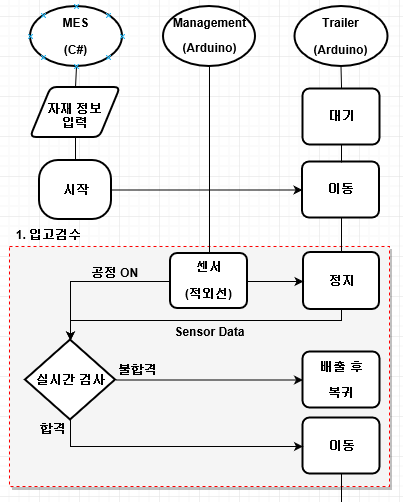 MES
(C#)
Management
(Arduino)
Trailer
(Arduino)
자재 정보
입력
대기
시작
이동
1. 입고검수
공정 ON
센서
(적외선)
정지
Sensor Data
실시간 검사
불합격
배출 후
복귀
합격
이동